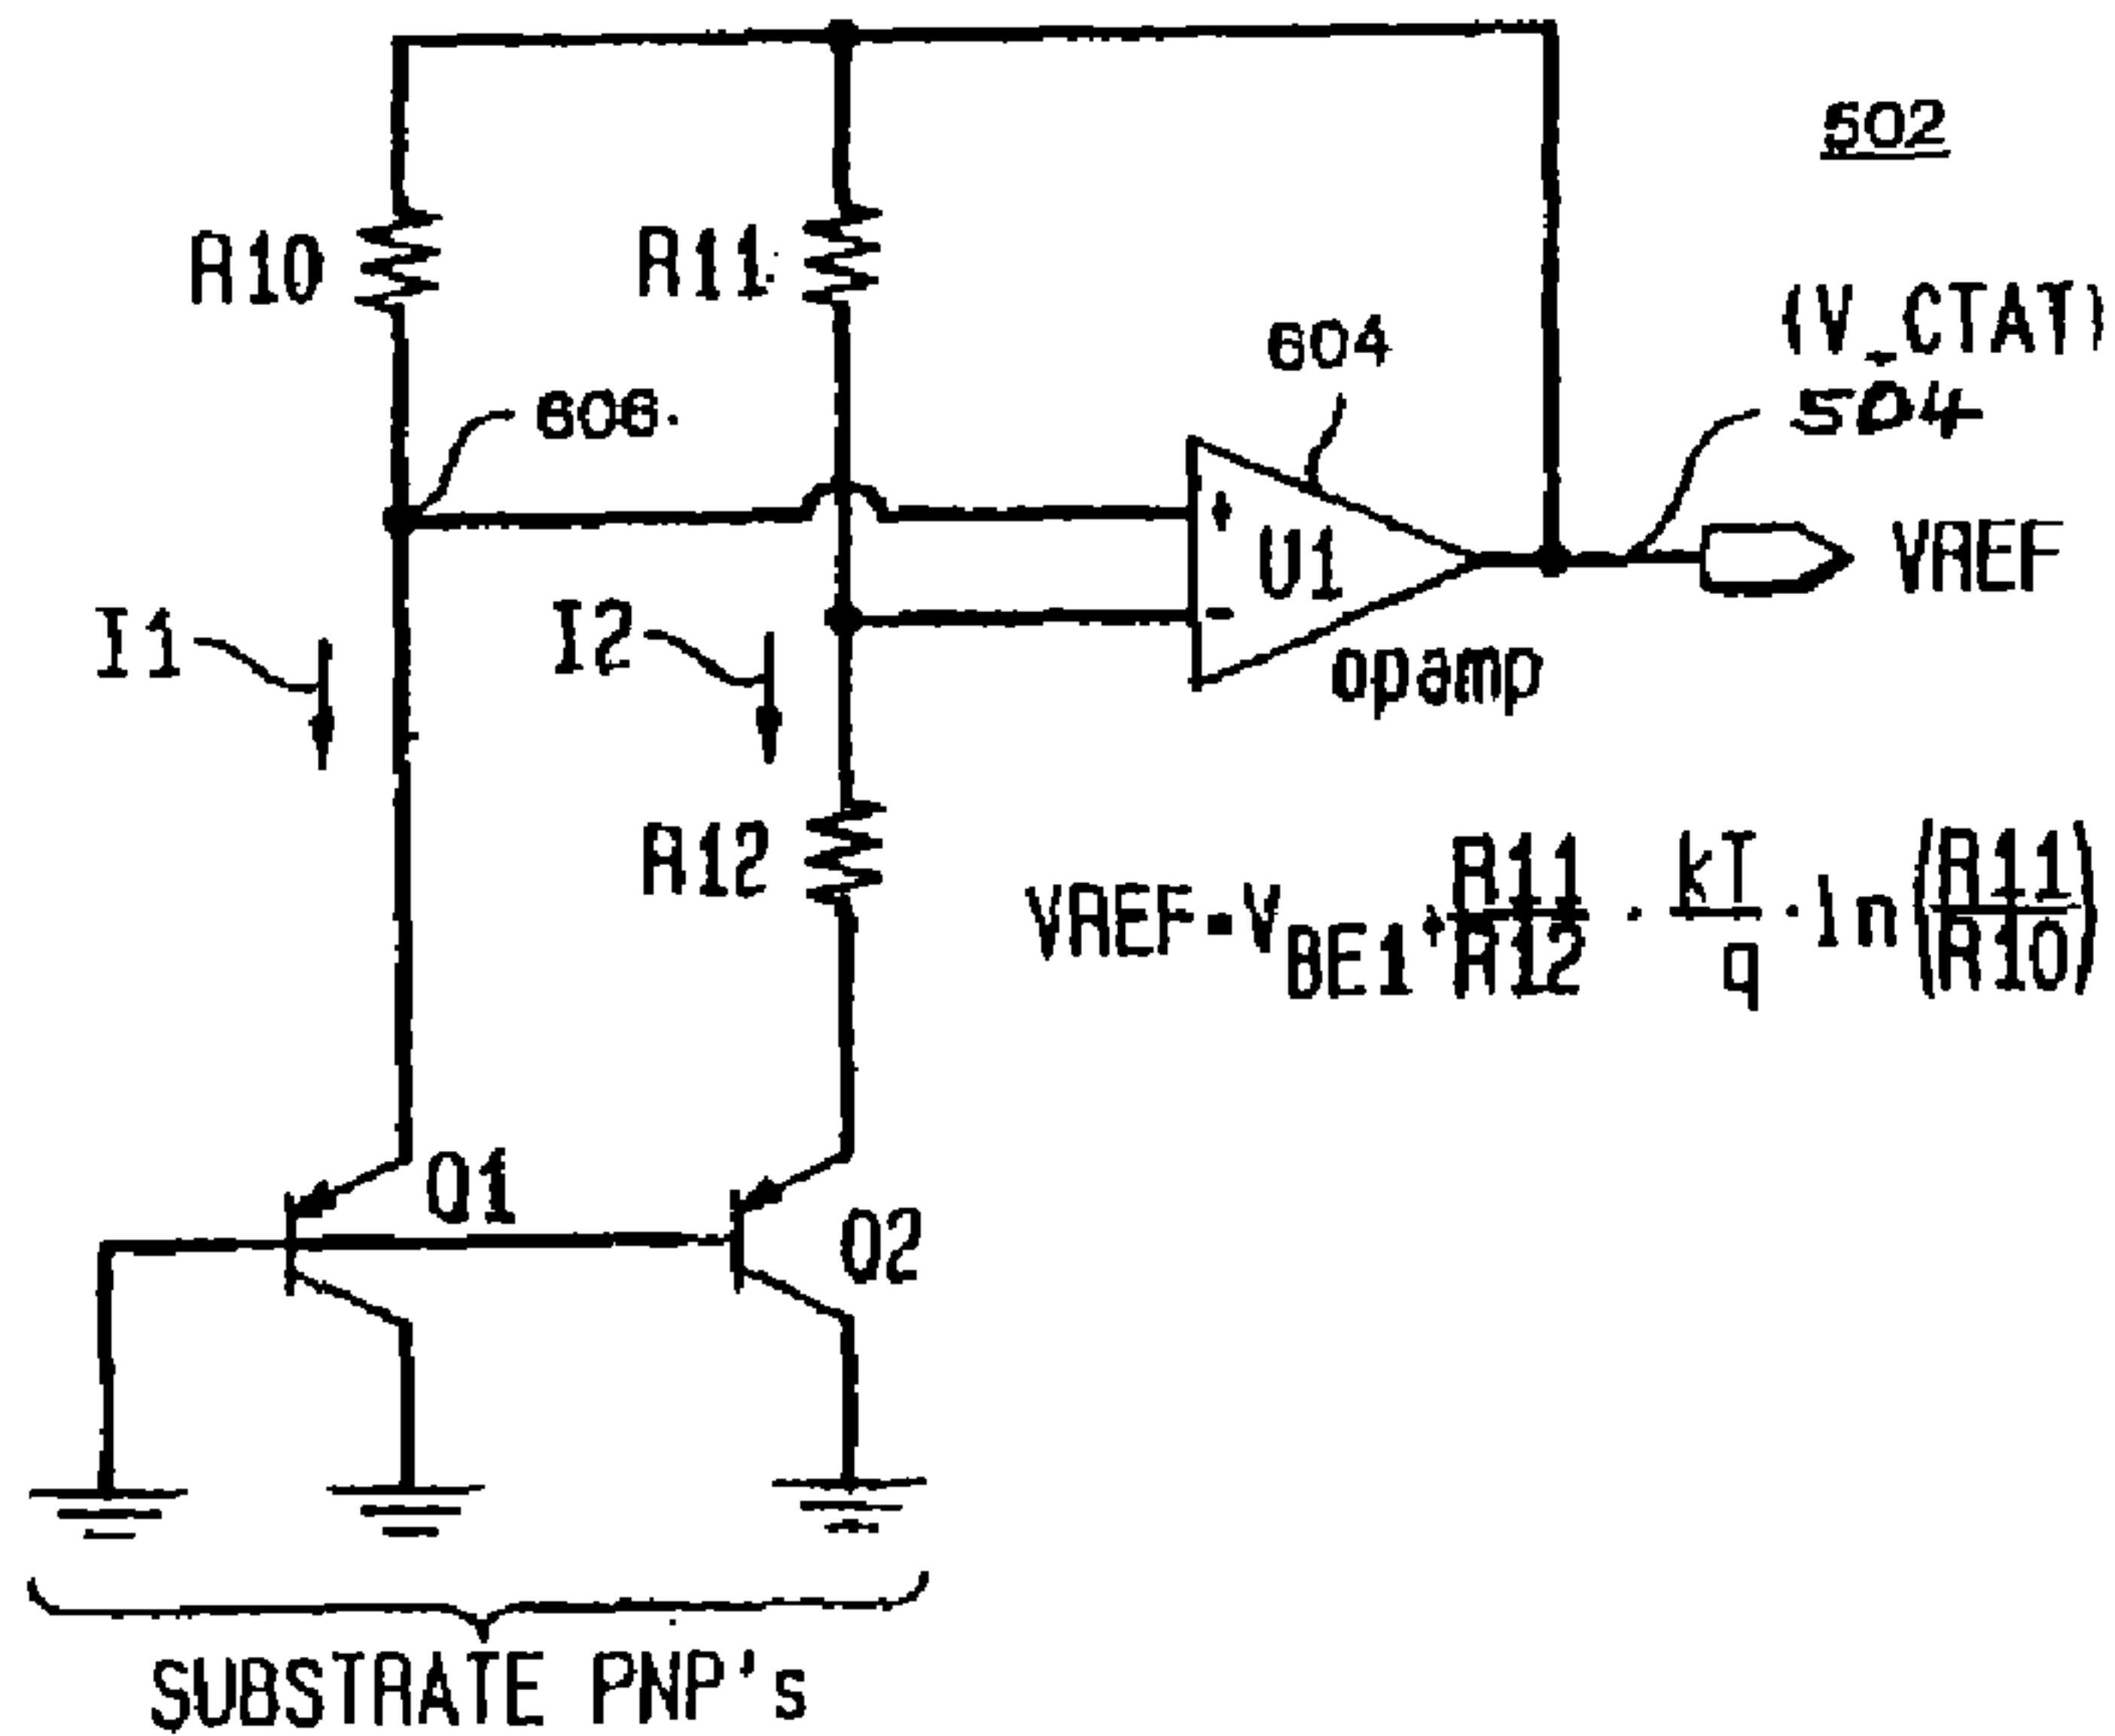 502
R10
R11
(V_CTAT)
604
606
504
+
U1
VREF
I1
I2
-
opamp
R12
VREF=V BE1+R11/R12 · kT/q · ln(R11/R10)
Q1
Q2
SUBSTRATE PNP's